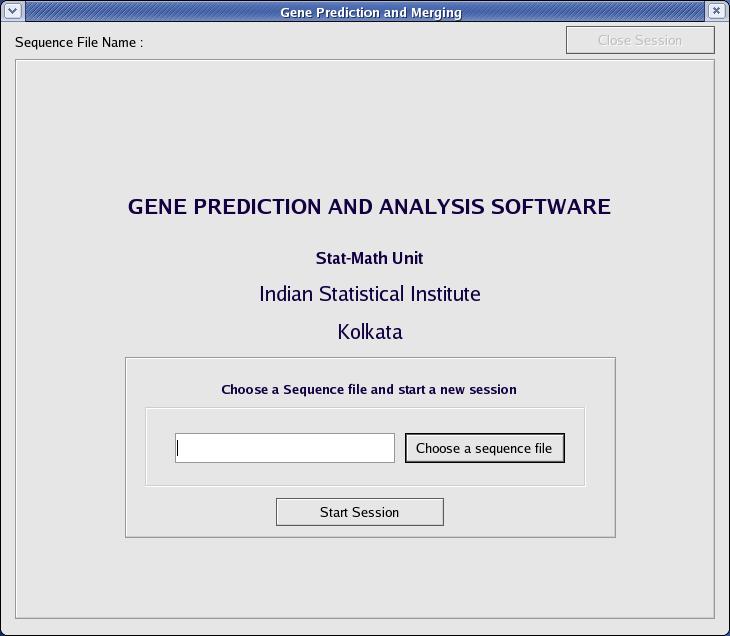 Gene Prediction and Merging
Sequence File Name :
Close Session
GENE PREDICTION AND ANALYSIS SOFTWARE
Stat-Math Unit
Indian Statistical Institute
Kolkata
Choose a Sequence file and start a new session
Choose a sequence file
Start Session